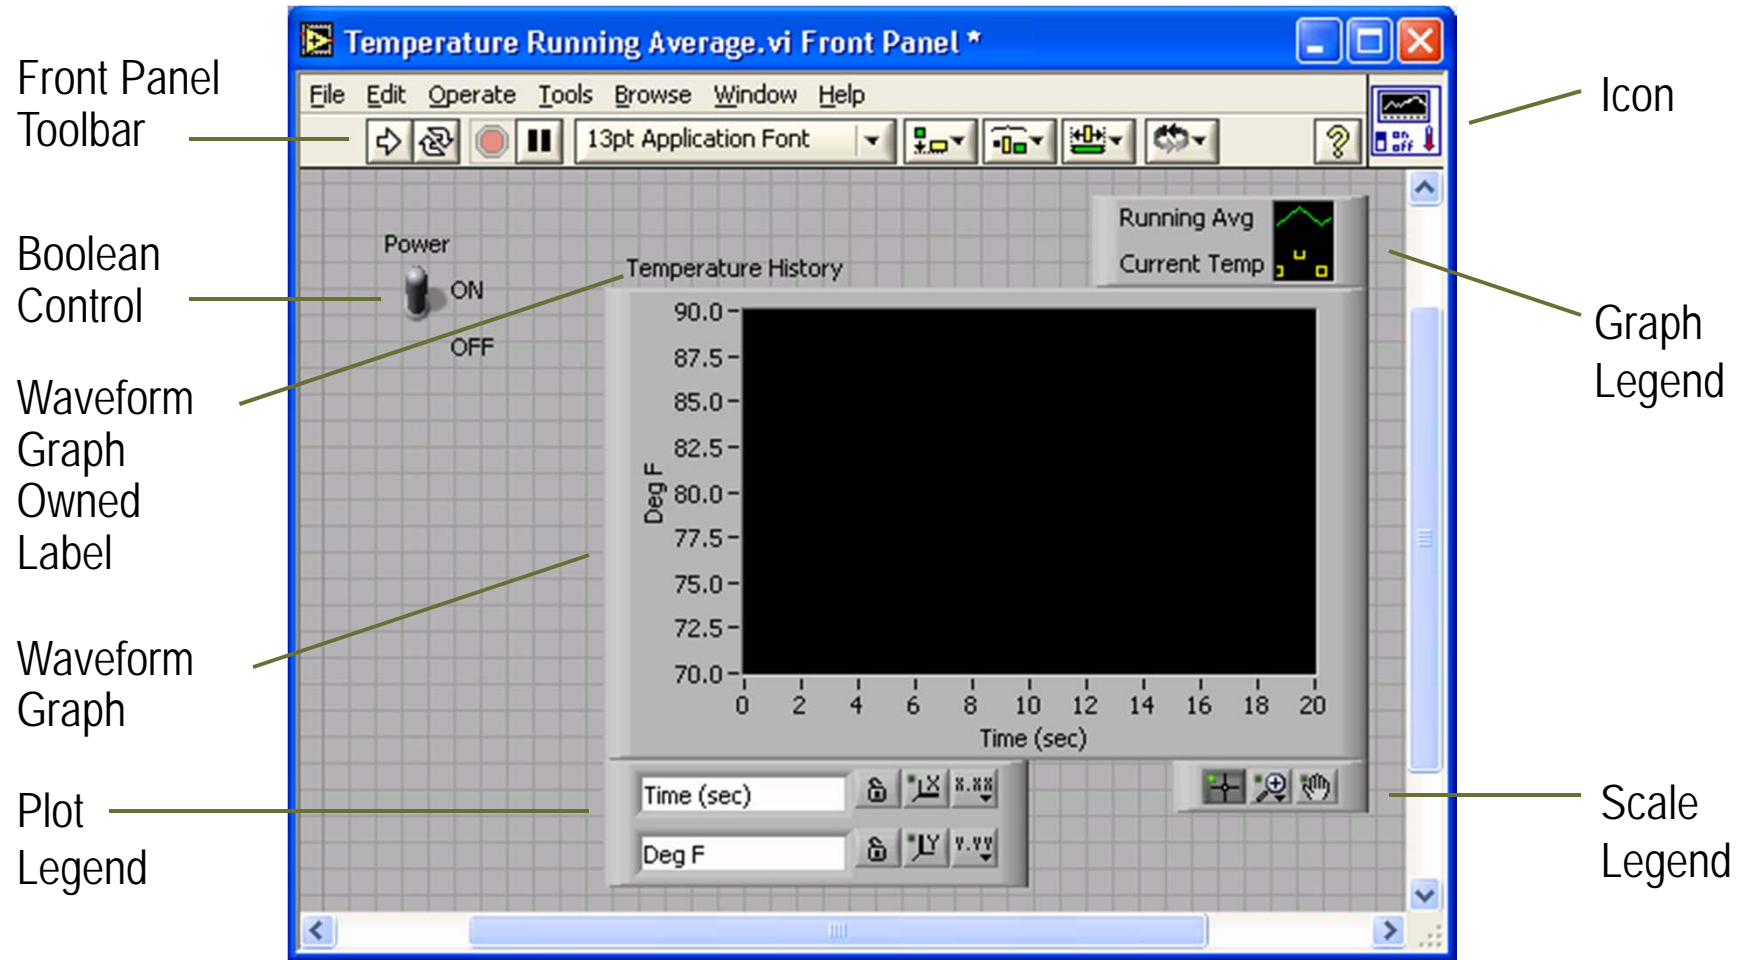 Temperature Running Average.vi Front Panel *
File Edit Operate Tools Browse Window Help
13pt Application Font
?
on
off
Front Panel
Toolbar
Icon
Boolean
Control
Power
ON
OFF
Running Avg
Current Temp
Temperature History
Graph
Legend
Waveform
Graph
Owned
Label
90.0
87.5
85.0
82.5
80.0
77.5
75.0
72.5
70.0
Deg F
0 2 4 6 8 10 12 14 16 18 20
Time (sec)
Waveform
Graph
Plot
Legend
Time (sec) X X.XX
Deg F Y Y.YY
Scale
Legend